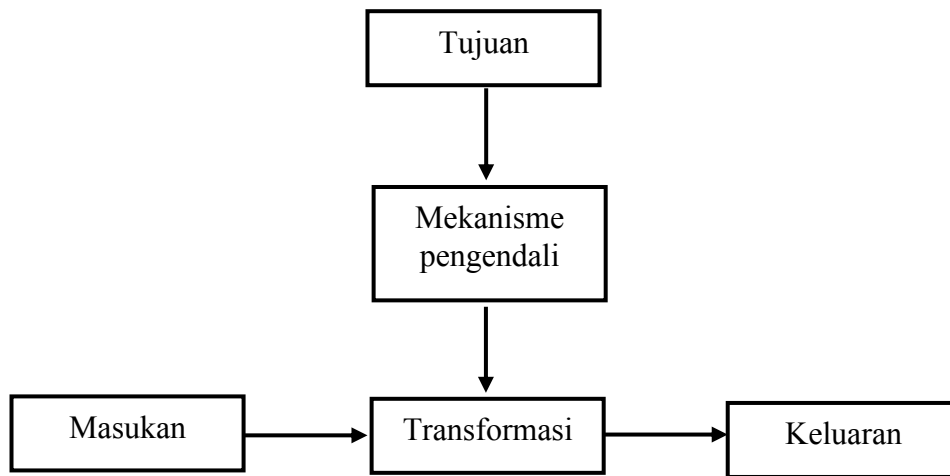 Tujuan
Mekanisme
pengendali
Masukan
Transformasi
Keluaran